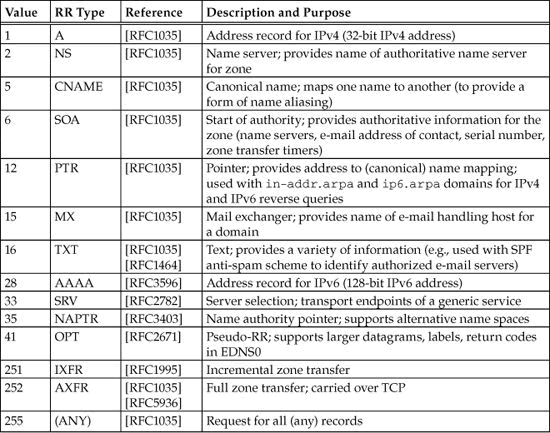 Value RR Type Reference Description and Purpose
1 A [RFC1035] Address record for IPv4 (32-bit IPv4 address)
2 NS [RFC1035] Name server; provides name of authoritative name server
for zone
5 CNAME [RFC1035] Canonical name; maps one name to another (to provide a
form of name aliasing)
6 SOA [RFC1035] Start of authority; provides authoritative information for the
zone (name servers, e-mail address of contact, serial number,
zone transfer timers)
12 PTR [RFC1035] Pointer; provides address to (canonical) name mapping;
used with in-addr.arpa and ip6.arpa domains for IPv4
and IPv6 reverse queries
15 MX [RFC1035] Mail exchanger; provides name of e-mail handling host for
a domain
16 TXT [RFC1035] Text; provides a variety of information (e.g., used with SPF
[RFC1464] anti-spam scheme to identify authorized e-mail servers)
28 AAAA [RFC3596] Address record for IPv6 (128-bit IPv6 address)
33 SRV [RFC2782] Server selection; transport endpoints of a generic service
35 NAPTR [RFC3403] Name authority pointer; supports alternative name spaces
41 OPT [RFC2671] Pseudo-RR; supports larger datagrams, labels, return codes
in EDNS0
251 IXFR [RFC1995] Incremental zone transfer
252 AXFR [RFC1035] Full zone transfer; carried over TCP
[RFC5936]
255 (ANY) [RFC1035] Request for all (any) records